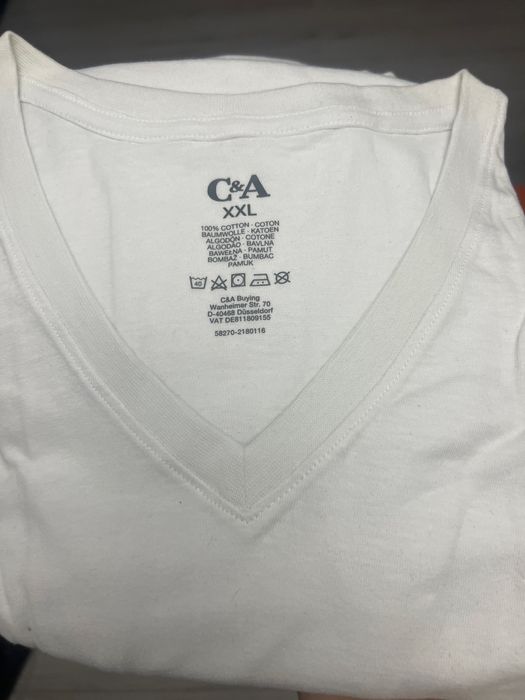 C&A
XXL
100% COTTON · COTON
BAUMWOLLE · KATOEN
ALGODÓN · COTONE
ALGODÃO · BAVLNA
BAWEŁNA · PAMUT
BOMBAŽ · BUMBAC
PAMUK
40
C&A Buying
Wanheimer Str. 70
D-40468 Düsseldorf
VAT DE811809155
58270-2180116